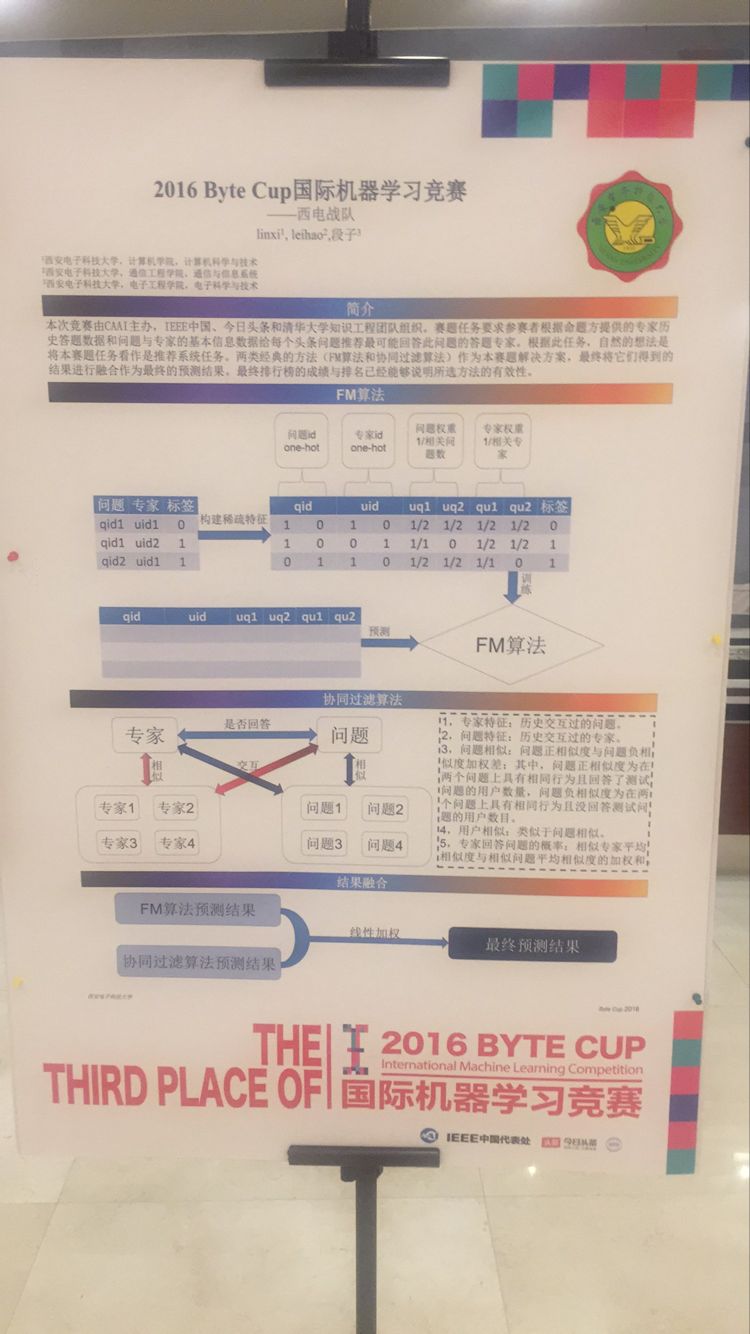 2016 Byte Cup国际机器学习竞赛
——西电战队
linxi¹, leihao²,段子³
¹西安电子科技大学，计算机学院，计算机科学与技术
²西安电子科技大学，通信工程学院，通信与信息系统
³西安电子科技大学，电子工程学院，电子科学与技术
简介
本次竞赛由CAAI主办，IEEE中国、今日头条和清华大学知识工程团队组织。赛题任务要求参赛者根据命题方提供的专家历
史答题数据和问题与专家的基本信息数据给每个头条问题推荐最可能回答此问题的答题专家。根据此任务，自然的想法是
将本赛题任务看作是推荐系统任务。两类经典的方法（FM算法和协同过滤算法）作为本赛题解决方案，最终将它们得到的
结果进行融合作为最终的预测结果。最终排行榜的成绩与排名已经能够说明所选方法的有效性。
FM算法
问题id one-hot
专家id one-hot
问题权重 1/相关问题数
专家权重 1/相关专家
问题 专家 标签
qid1 uid1 0
qid1 uid2 1
qid2 uid1 1
构建稀疏特征
qid uid uq1 uq2 qu1 qu2 标签
1 0 1 0 1/2 1/2 1/2 1/2 0
1 0 0 1 1/1 0 1/2 1/2 1
0 1 1 0 1/2 1/2 1/1 0 1
训练
qid uid uq1 uq2 qu1 qu2
预测
FM算法
协同过滤算法
专家
是否回答
问题
相似
交互
相似
专家1 专家2
专家3 专家4
问题1 问题2
问题3 问题4
1，专家特征：历史交互过的问题。
2，问题特征：历史交互过的专家。
3，问题相似：问题正相似度与问题负相
似度加权差；其中，问题正相似度为在
两个问题上具有相同行为且回答了测试
问题的用户数量，问题负相似度为在两
个问题上具有相同行为且没回答测试问
题的用户数目。
4，用户相似：类似于问题相似。
5，专家回答问题的概率：相似专家平均
相似度与相似问题平均相似度的加权和
结果融合
FM算法预测结果
协同过滤算法预测结果
线性加权
最终预测结果
西安电子科技大学
Byte Cup 2016
THE
THIRD PLACE OF
2016 BYTE CUP
International Machine Learning Competition
国际机器学习竞赛
IEEE中国代表处
头条 今日头条